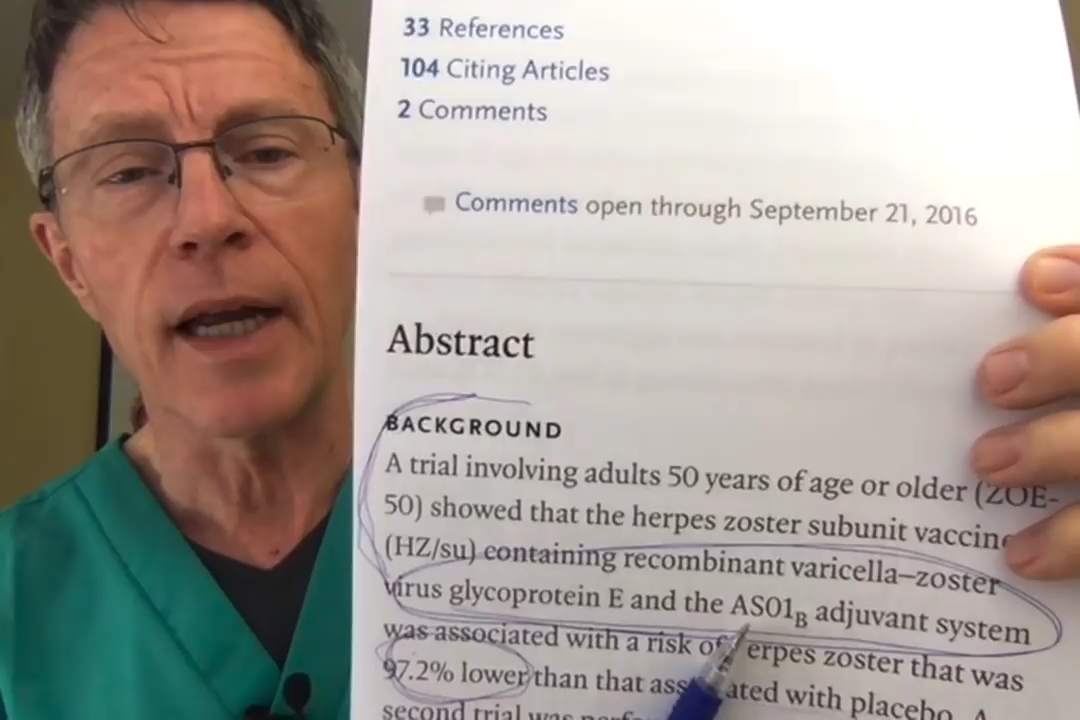 33 References
104 Citing Articles
2 Comments
Comments open through September 21, 2016
Abstract
BACKGROUND
A trial involving adults 50 years of age or older (ZOE-
50) showed that the herpes zoster subunit vaccine
(HZ/su) containing recombinant varicella–zoster
virus glycoprotein E and the AS01B adjuvant system
was associated with a risk of herpes zoster that was
97.2% lower than that associated with placebo. A
second trial was